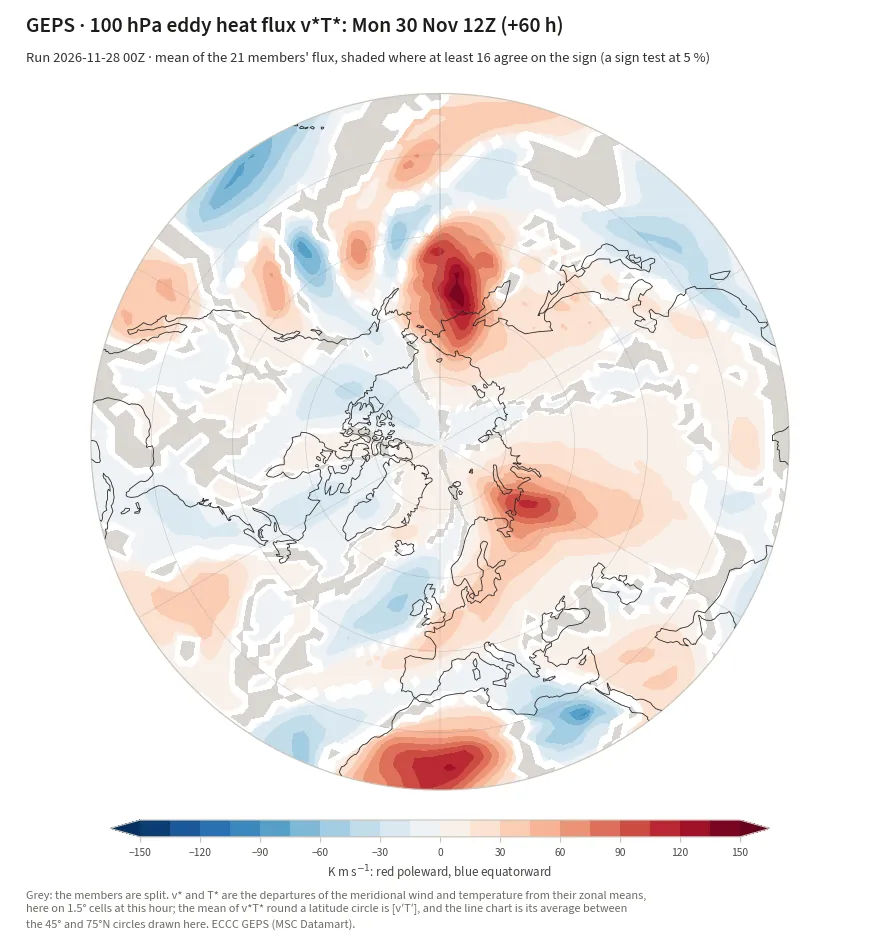 GEPS · 100 hPa eddy heat flux v*T*: Mon 30 Nov 12Z (+60 h)
Run 2026-11-28 00Z · mean of the 21 members' flux, shaded where at least 16 agree on the sign (a sign test at 5 %)
−150 −120 −90 −60 −30 0 30 60 90 120 150
K m s⁻¹: red poleward, blue equatorward
Grey: the members are split. v* and T* are the departures of the meridional wind and temperature from their zonal means,
here on 1.5° cells at this hour; the mean of v*T* round a latitude circle is [v'T'], and the line chart is its average between
the 45° and 75°N circles drawn here. ECCC GEPS (MSC Datamart).